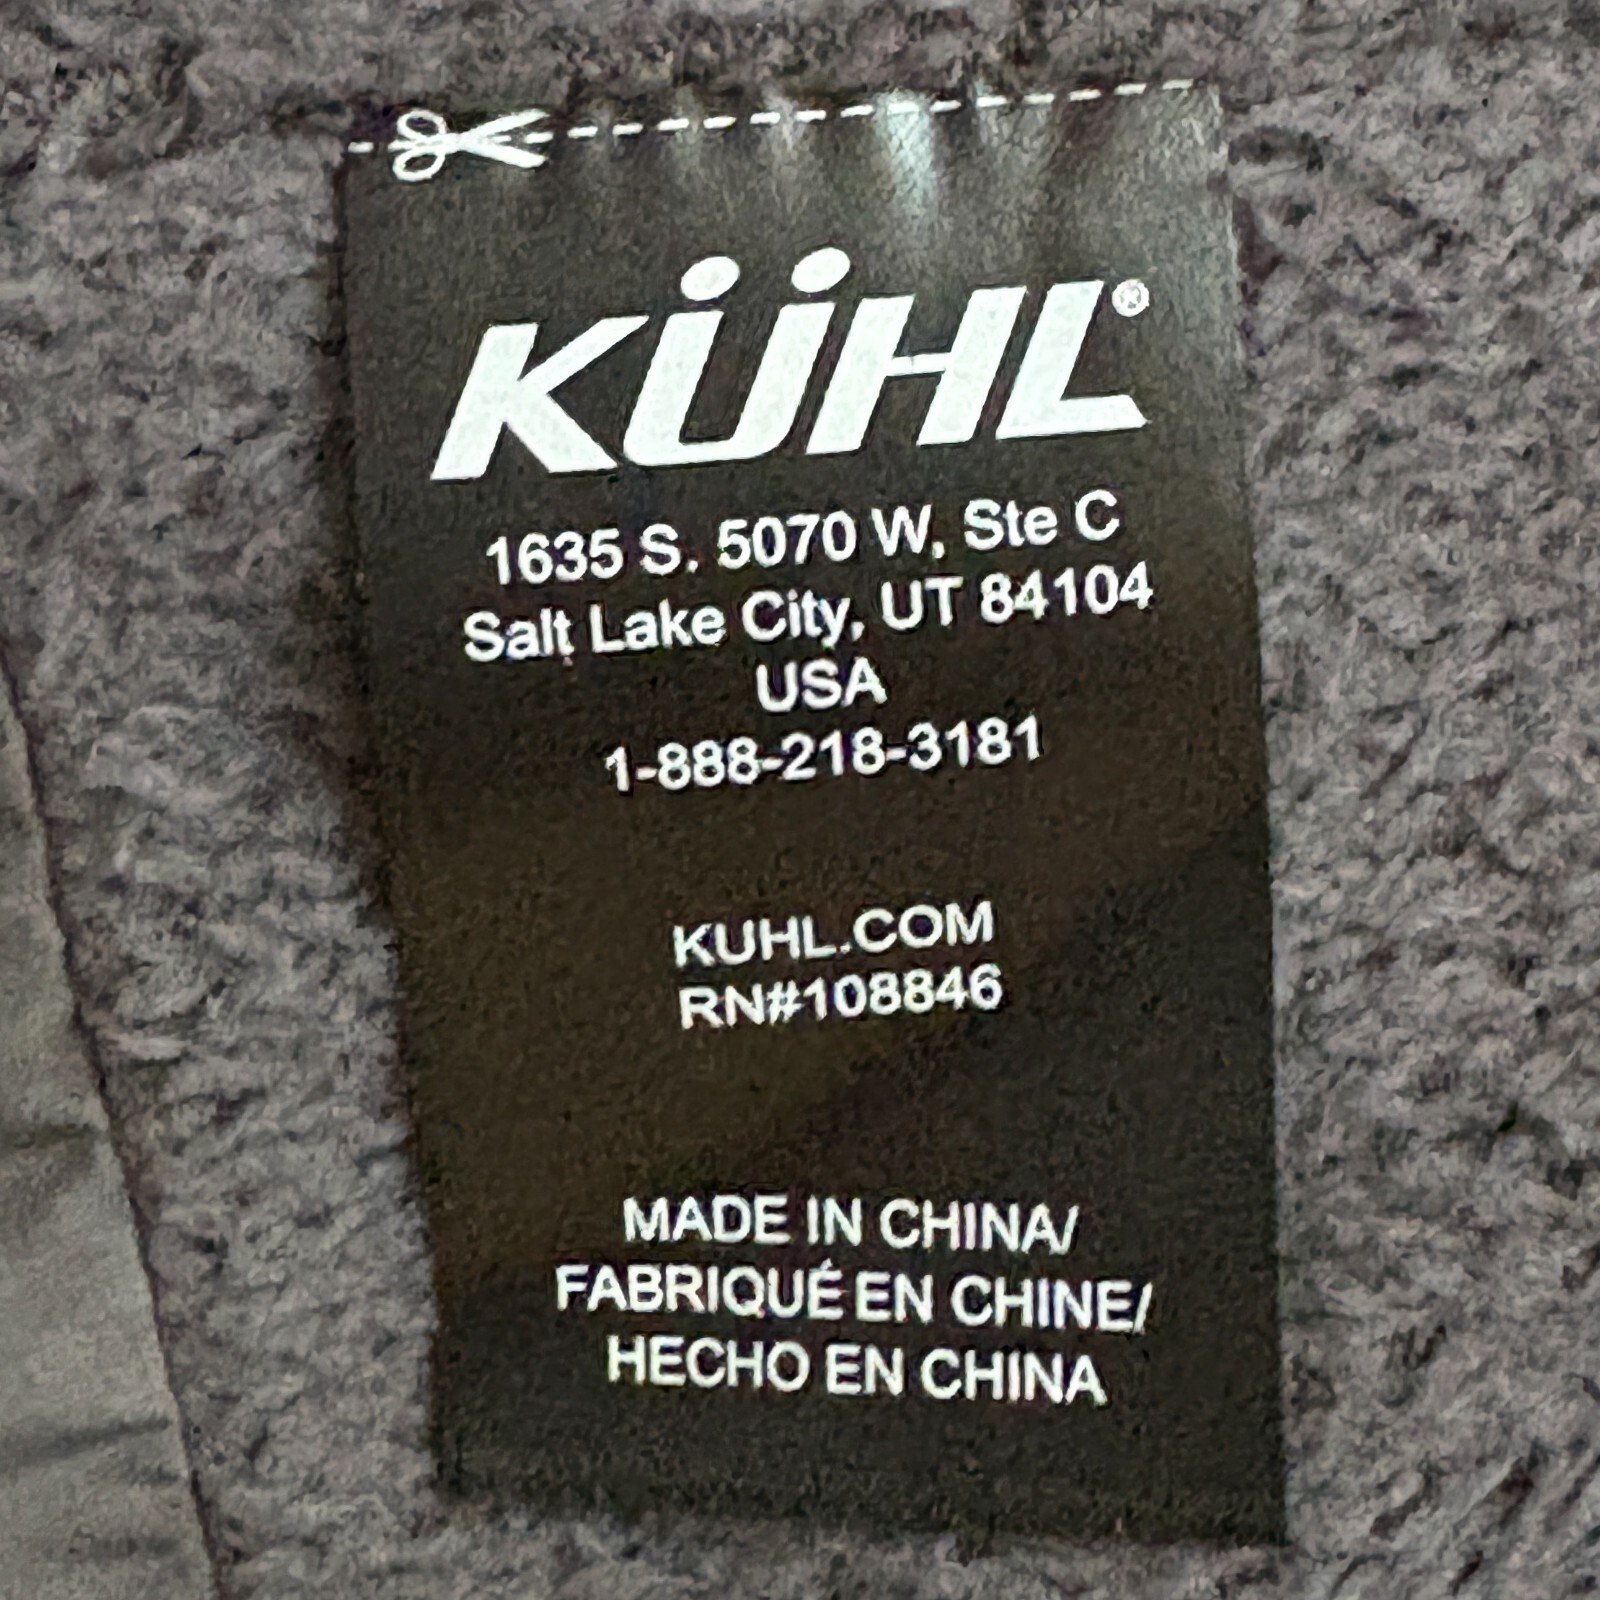 KÜHL®
1635 S. 5070 W, Ste C
Salt Lake City, UT 84104
USA
1-888-218-3181
KUHL.COM
RN#108846
MADE IN CHINA/
FABRIQUÉ EN CHINE/
HECHO EN CHINA